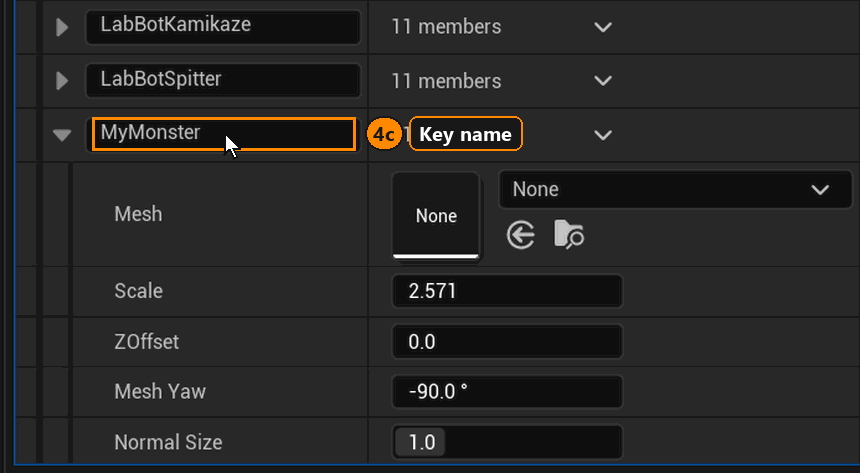 LabBotKamikaze 11 members
LabBotSpitter 11 members
MyMonster 4c 1 Key name
Mesh None None
Scale 2.571
ZOffset 0.0
Mesh Yaw -90.0 °
Normal Size 1.0